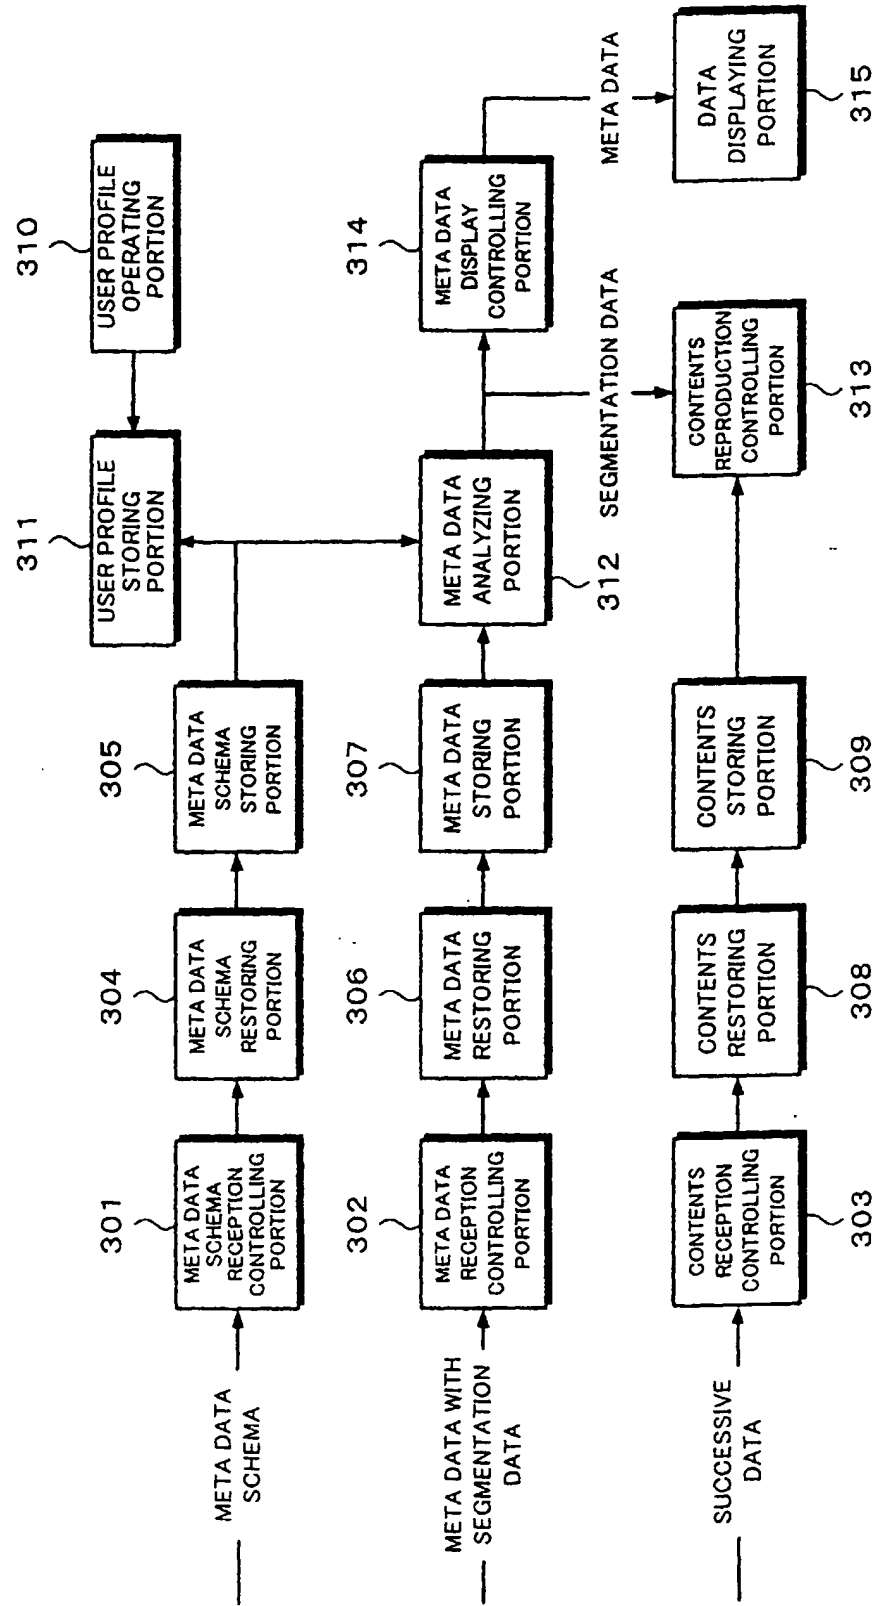 310
USER PROFILE
OPERATING
PORTION
311
USER PROFILE
STORING
PORTION
META DATA
SCHEMA
301
META DATA
SCHEMA
RECEPTION
CONTROLLING
PORTION
304
META DATA
SCHEMA
RESTORING
PORTION
305
META DATA
SCHEMA
STORING
PORTION
META DATA WITH
SEGMENTATION
DATA
302
META DATA
RECEPTION
CONTROLLING
PORTION
306
META DATA
RESTORING
PORTION
307
META DATA
STORING
PORTION
META DATA
ANALYZING
PORTION
312
314
META DATA
DISPLAY
CONTROLLING
PORTION
SEGMENTATION DATA
META DATA
SUCCESSIVE
DATA
CONTENTS
RECEPTION
CONTROLLING
PORTION
303
CONTENTS
RESTORING
PORTION
308
CONTENTS
STORING
PORTION
309
CONTENTS
REPRODUCTION
CONTROLLING
PORTION
313
DATA
DISPLAYING
PORTION
315